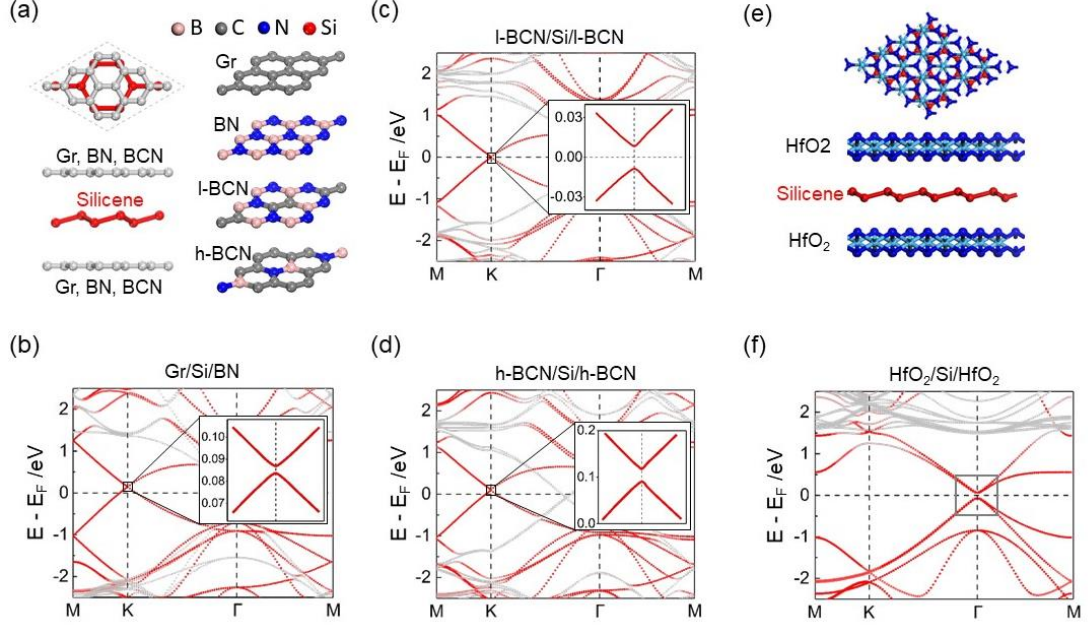 (a)
B C N Si
Gr
BN
l-BCN
h-BCN
Gr, BN, BCN
Silicene
Gr, BN, BCN
(b)
Gr/Si/BN
E - E_F /eV
2
1
0
-1
-2
M K Γ M
0.10
0.09
0.08
0.07
(c)
l-BCN/Si/l-BCN
E - E_F /eV
2
1
0
-1
-2
M K Γ M
0.03
0.00
-0.03
(d)
h-BCN/Si/h-BCN
E - E_F /eV
2
1
0
-1
-2
M K Γ M
0.2
0.1
0.0
(e)
HfO2
Silicene
HfO₂
(f)
HfO₂/Si/HfO₂
E - E_F /eV
2
1
0
-1
-2
M K Γ M